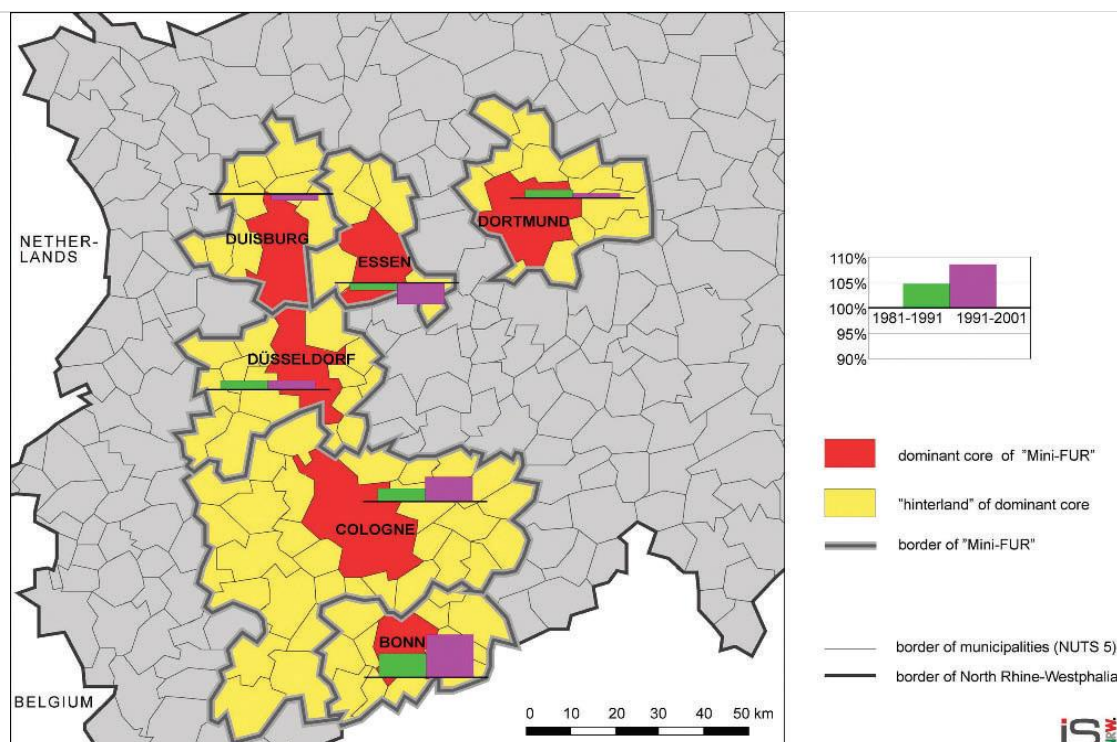 NETHER-
LANDS
DUISBURG
ESSEN
DORTMUND
DÜSSELDORF
COLOGNE
BONN
BELGIUM
0 10 20 30 40 50 km
110%
105%
100%
1981-1991 1991-2001
95%
90%
dominant core of "Mini-FUR"
"hinterland" of dominant core
border of "Mini-FUR"
border of municipalities (NUTS 5)
border of North Rhine-Westphalia
iS
NRW.